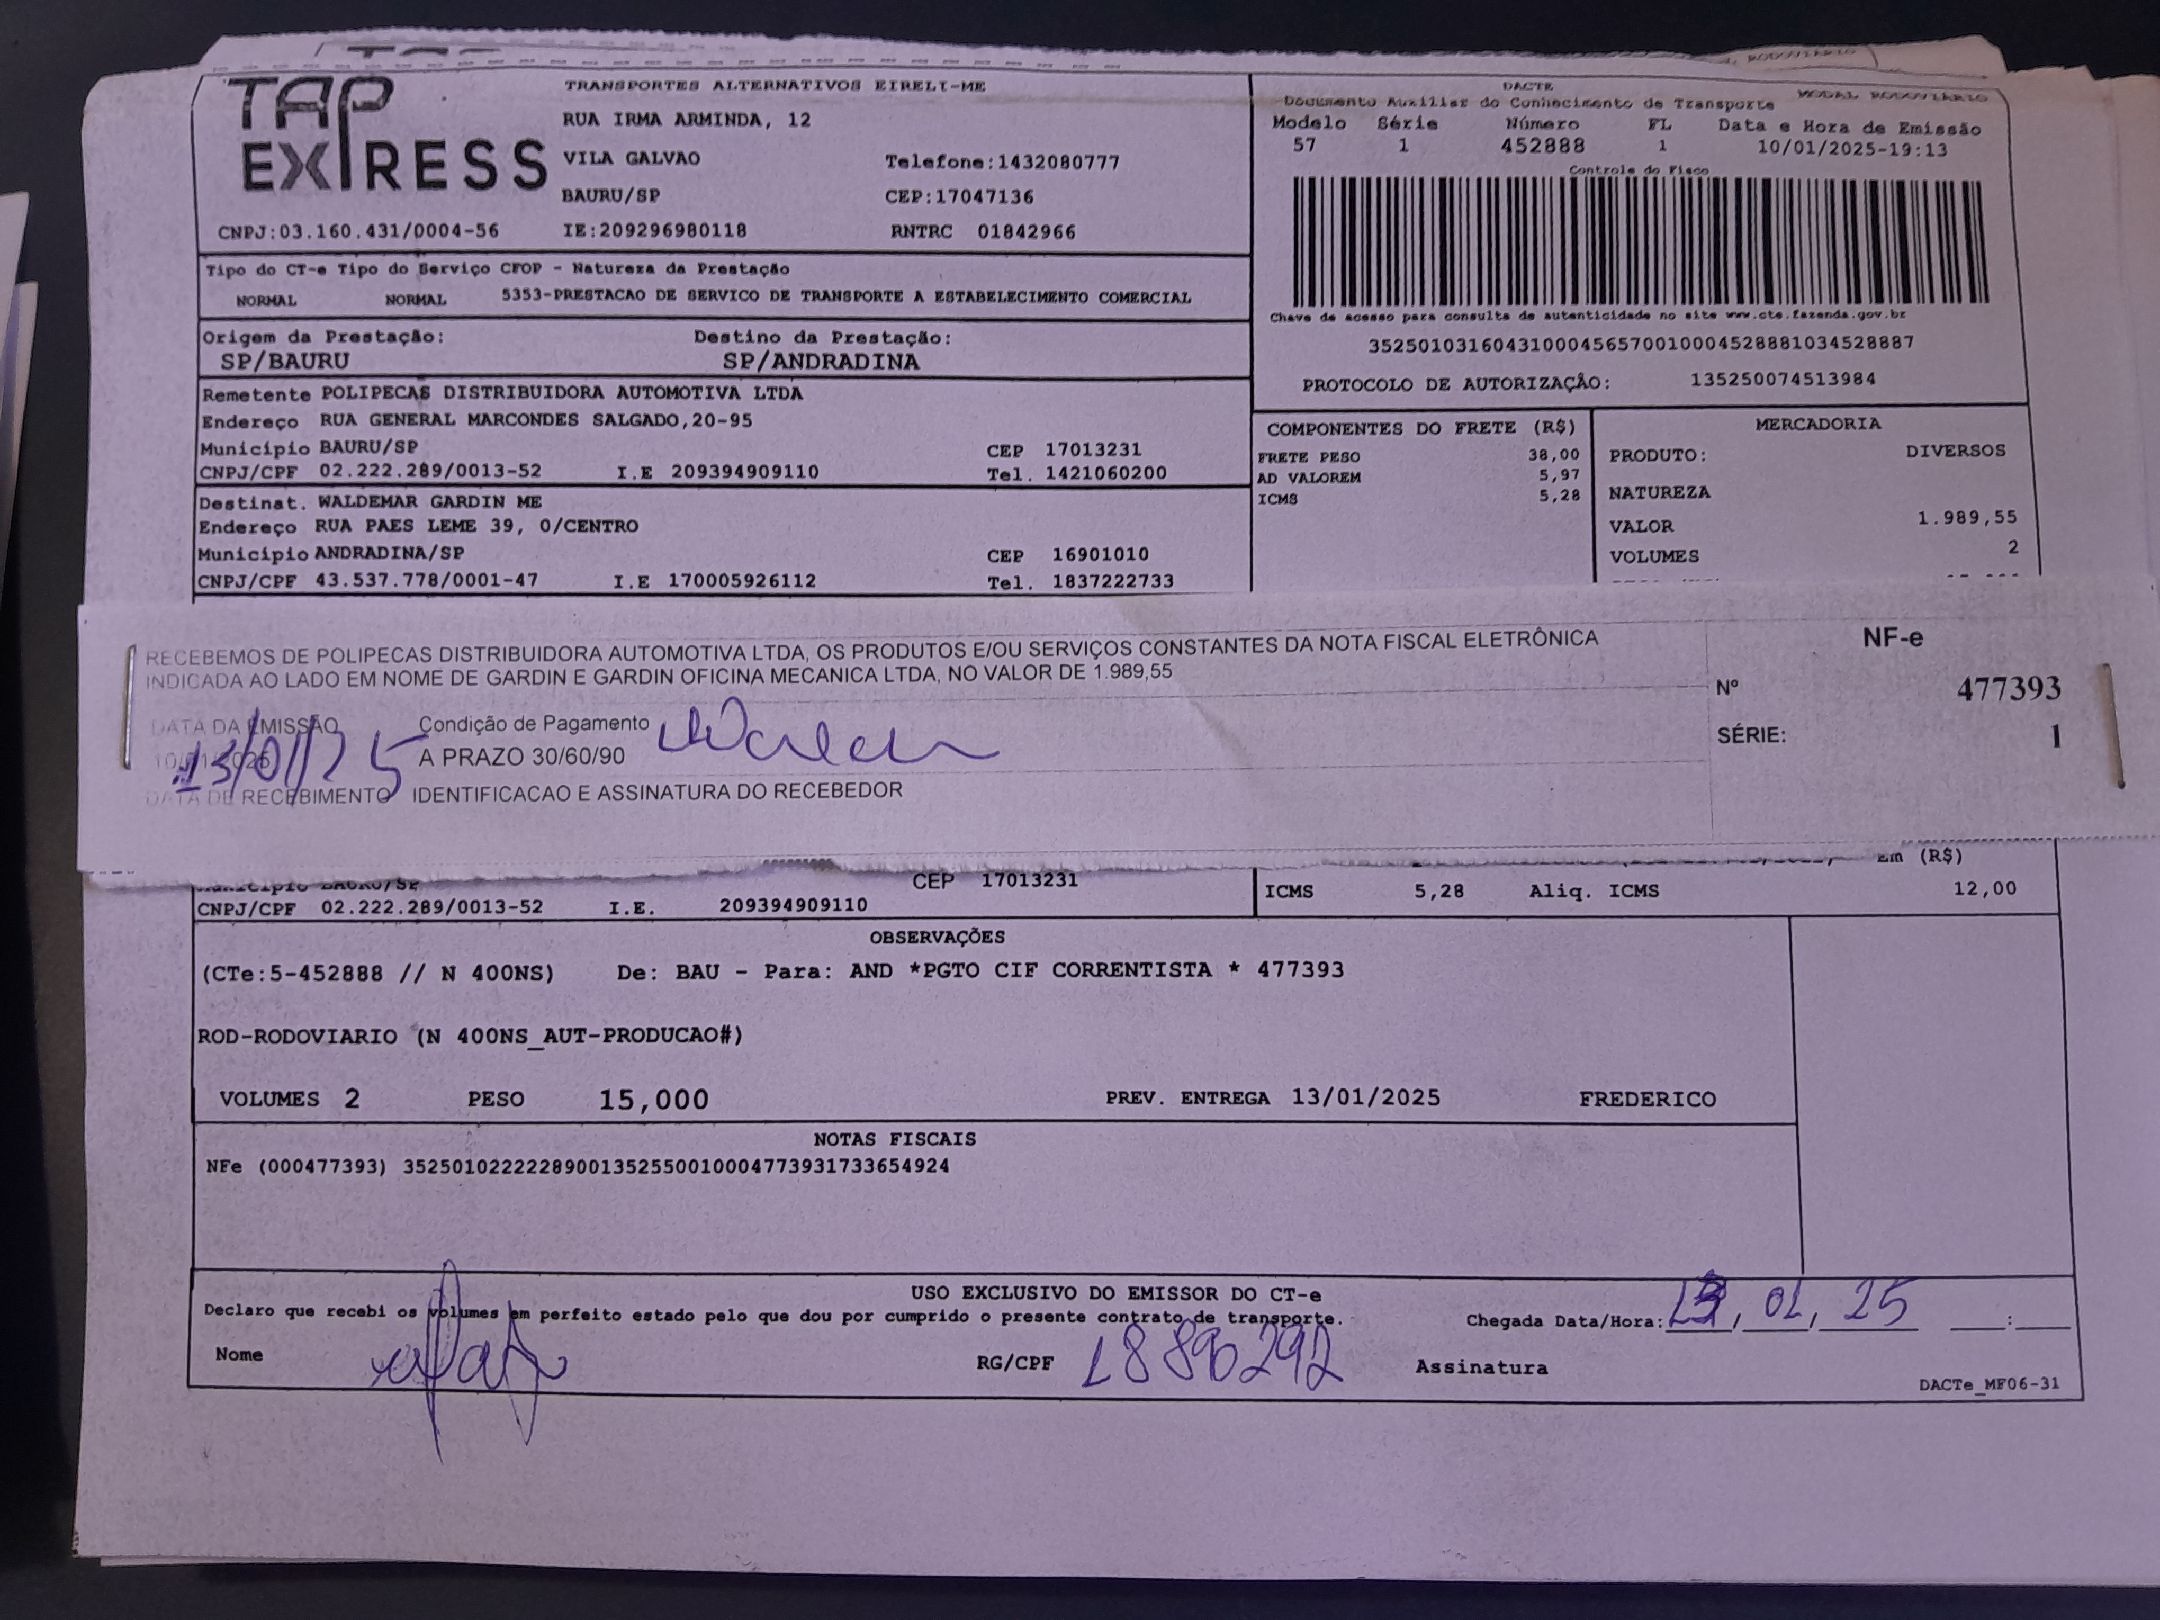 TAP EXPRESS
TRANSPORTES ALTERNATIVOS EIRELI-ME
RUA IRMA ARMINDA, 12
VILA GALVAO Telefone:1432080777
BAURU/SP CEP:17047136
CNPJ:03.160.431/0004-56 IE:209296980118 RNTRC 01842966
DACTE
Documento Auxiliar do Conhecimento de Transporte MODAL RODOVIÁRIO
Modelo Série Número FL Data e Hora de Emissão
57 1 452888 1 10/01/2025-19:13
Controle do Fisco
Chave de acesso para consulta de autenticidade no site www.cte.fazenda.gov.br
35250103160431000456570010004528881034528887
PROTOCOLO DE AUTORIZAÇÃO: 135250074513984
Tipo do CT-e Tipo do Serviço CFOP - Natureza da Prestação
NORMAL NORMAL 5353-PRESTACAO DE SERVICO DE TRANSPORTE A ESTABELECIMENTO COMERCIAL
Origem da Prestação: Destino da Prestação:
SP/BAURU SP/ANDRADINA
Remetente POLIPECAS DISTRIBUIDORA AUTOMOTIVA LTDA
Endereço RUA GENERAL MARCONDES SALGADO,20-95
Município BAURU/SP CEP 17013231
CNPJ/CPF 02.222.289/0013-52 I.E 209394909110 Tel. 1421060200
Destinat. WALDEMAR GARDIN ME
Endereço RUA PAES LEME 39, 0/CENTRO
Município ANDRADINA/SP CEP 16901010
CNPJ/CPF 43.537.778/0001-47 I.E 170005926112 Tel. 1837222733
COMPONENTES DO FRETE (R$)
FRETE PESO 38,00
AD VALOREM 5,97
ICMS 5,28
MERCADORIA
PRODUTO: DIVERSOS
NATUREZA
VALOR 1.989,55
VOLUMES 2
RECEBEMOS DE POLIPECAS DISTRIBUIDORA AUTOMOTIVA LTDA, OS PRODUTOS E/OU SERVIÇOS CONSTANTES DA NOTA FISCAL ELETRÔNICA
INDICADA AO LADO EM NOME DE GARDIN E GARDIN OFICINA MECANICA LTDA, NO VALOR DE 1.989,55
NF-e
Nº 477393
SÉRIE: 1
DATA DA EMISSÃO Condição de Pagamento
13/01/25 A PRAZO 30/60/90
DATA DE RECEBIMENTO IDENTIFICACAO E ASSINATURA DO RECEBEDOR
Em (R$)
Município BAURU/SP CEP 17013231
CNPJ/CPF 02.222.289/0013-52 I.E. 209394909110
ICMS 5,28 Aliq. ICMS 12,00
OBSERVAÇÕES
(CTe:5-452888 // N 400NS) De: BAU - Para: AND *PGTO CIF CORRENTISTA * 477393
ROD-RODOVIARIO (N 400NS_AUT-PRODUCAO#)
VOLUMES 2 PESO 15,000 PREV. ENTREGA 13/01/2025 FREDERICO
NOTAS FISCAIS
NFe (000477393) 35250102222289001352550010004773931733654924
USO EXCLUSIVO DO EMISSOR DO CT-e
Declaro que recebi os volumes em perfeito estado pelo que dou por cumprido o presente contrato de transporte.
Chegada Data/Hora: 13, 01, 25 :
Nome RG/CPF 18890292 Assinatura
DACTe_MF06-31